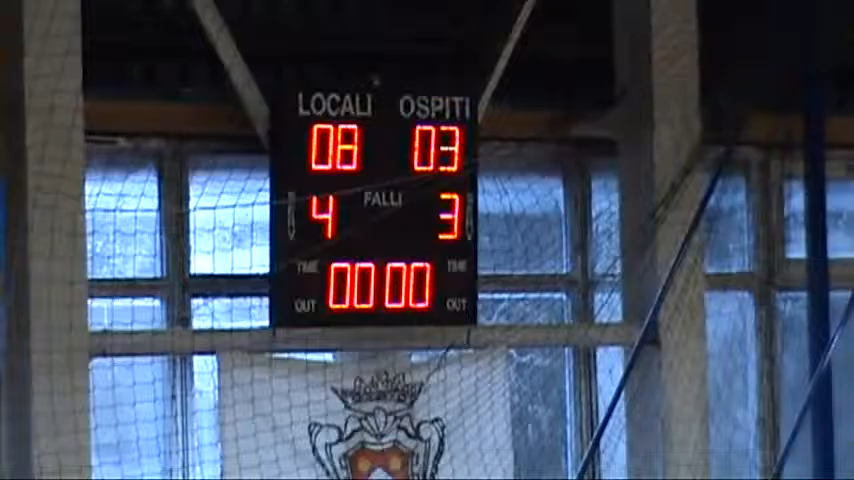 LOCALI OSPITI
08 03
4 FALLI 3
TIME 00 00 TIME
OUT OUT